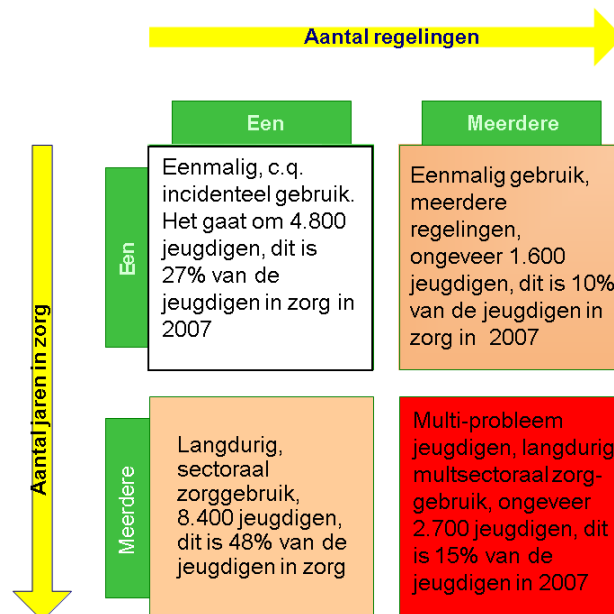 Aantal regelingen
Een
Meerdere
Aantal jaren in zorg
Een
Eenmalig, c.q.
incidenteel gebruik.
Het gaat om 4.800
jeugdigen, dit is
27% van de
jeugdigen in zorg in
2007
Eenmalig gebruik,
meerdere
regelingen,
ongeveer 1.600
jeugdigen, dit is 10%
van de jeugdigen in
zorg in 2007
Meerdere
Langdurig,
sectoraal
zorggebruik,
8.400 jeugdigen,
dit is 48% van de
jeugdigen in zorg
Multi-probleem
jeugdigen, langdurig
multsectoraal zorg-
gebruik, ongeveer
2.700 jeugdigen, dit
is 15% van de
jeugdigen in 2007